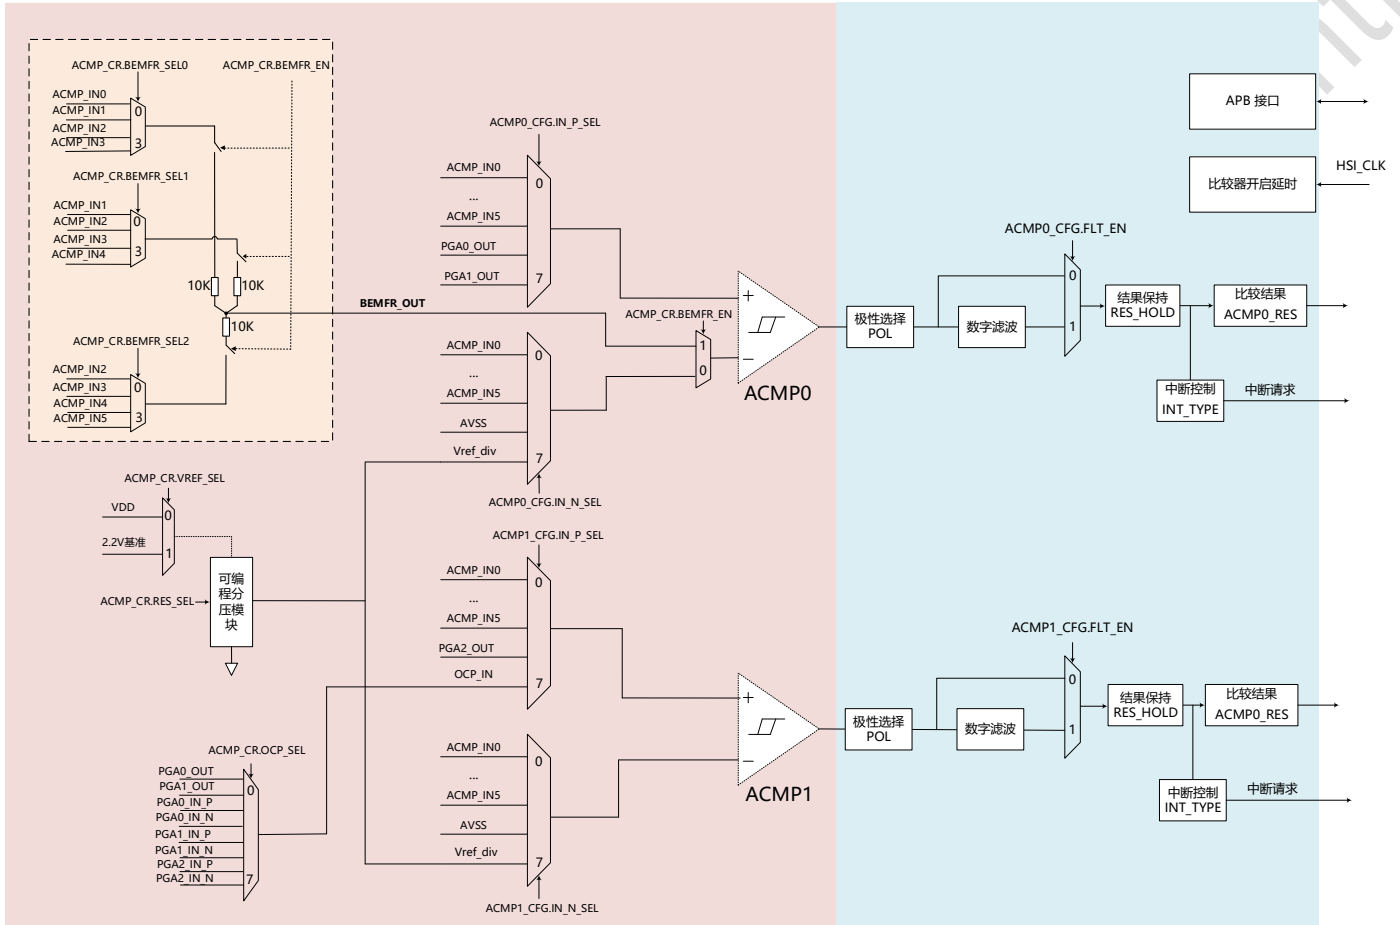 ACMP_CR.BEMFR_SEL0
ACMP_CR.BEMFR_EN
ACMP_IN0
ACMP_IN1
ACMP_IN2
ACMP_IN3
0
3
ACMP_CR.BEMFR_SEL1
ACMP_IN1
ACMP_IN2
ACMP_IN3
ACMP_IN4
0
3
10K
10K
10K
ACMP_CR.BEMFR_SEL2
ACMP_IN2
ACMP_IN3
ACMP_IN4
ACMP_IN5
0
3
BEMFR_OUT
ACMP_CR.VREF_SEL
VDD
2.2V基准
0
1
ACMP_CR.RES_SEL
可编
程分
压模
块
ACMP_CR.OCP_SEL
PGA0_OUT
PGA1_OUT
PGA0_IN_P
PGA0_IN_N
PGA1_IN_P
PGA1_IN_N
PGA2_IN_P
PGA2_IN_N
0
7
ACMP0_CFG.IN_P_SEL
ACMP_IN0
...
ACMP_IN5
PGA0_OUT
PGA1_OUT
0
7
ACMP_IN0
...
ACMP_IN5
AVSS
Vref_div
0
7
ACMP0_CFG.IN_N_SEL
ACMP_CR.BEMFR_EN
1
0
+
−
ACMP0
ACMP1_CFG.IN_P_SEL
ACMP_IN0
...
ACMP_IN5
PGA2_OUT
OCP_IN
0
7
ACMP_IN0
...
ACMP_IN5
AVSS
Vref_div
0
7
ACMP1_CFG.IN_N_SEL
+
−
ACMP1
APB 接口
比较器开启延时
HSI_CLK
ACMP0_CFG.FLT_EN
极性选择
POL
数字滤波
0
1
结果保持
RES_HOLD
比较结果
ACMP0_RES
中断控制
INT_TYPE
中断请求
ACMP1_CFG.FLT_EN
极性选择
POL
数字滤波
0
1
结果保持
RES_HOLD
比较结果
ACMP0_RES
中断控制
INT_TYPE
中断请求